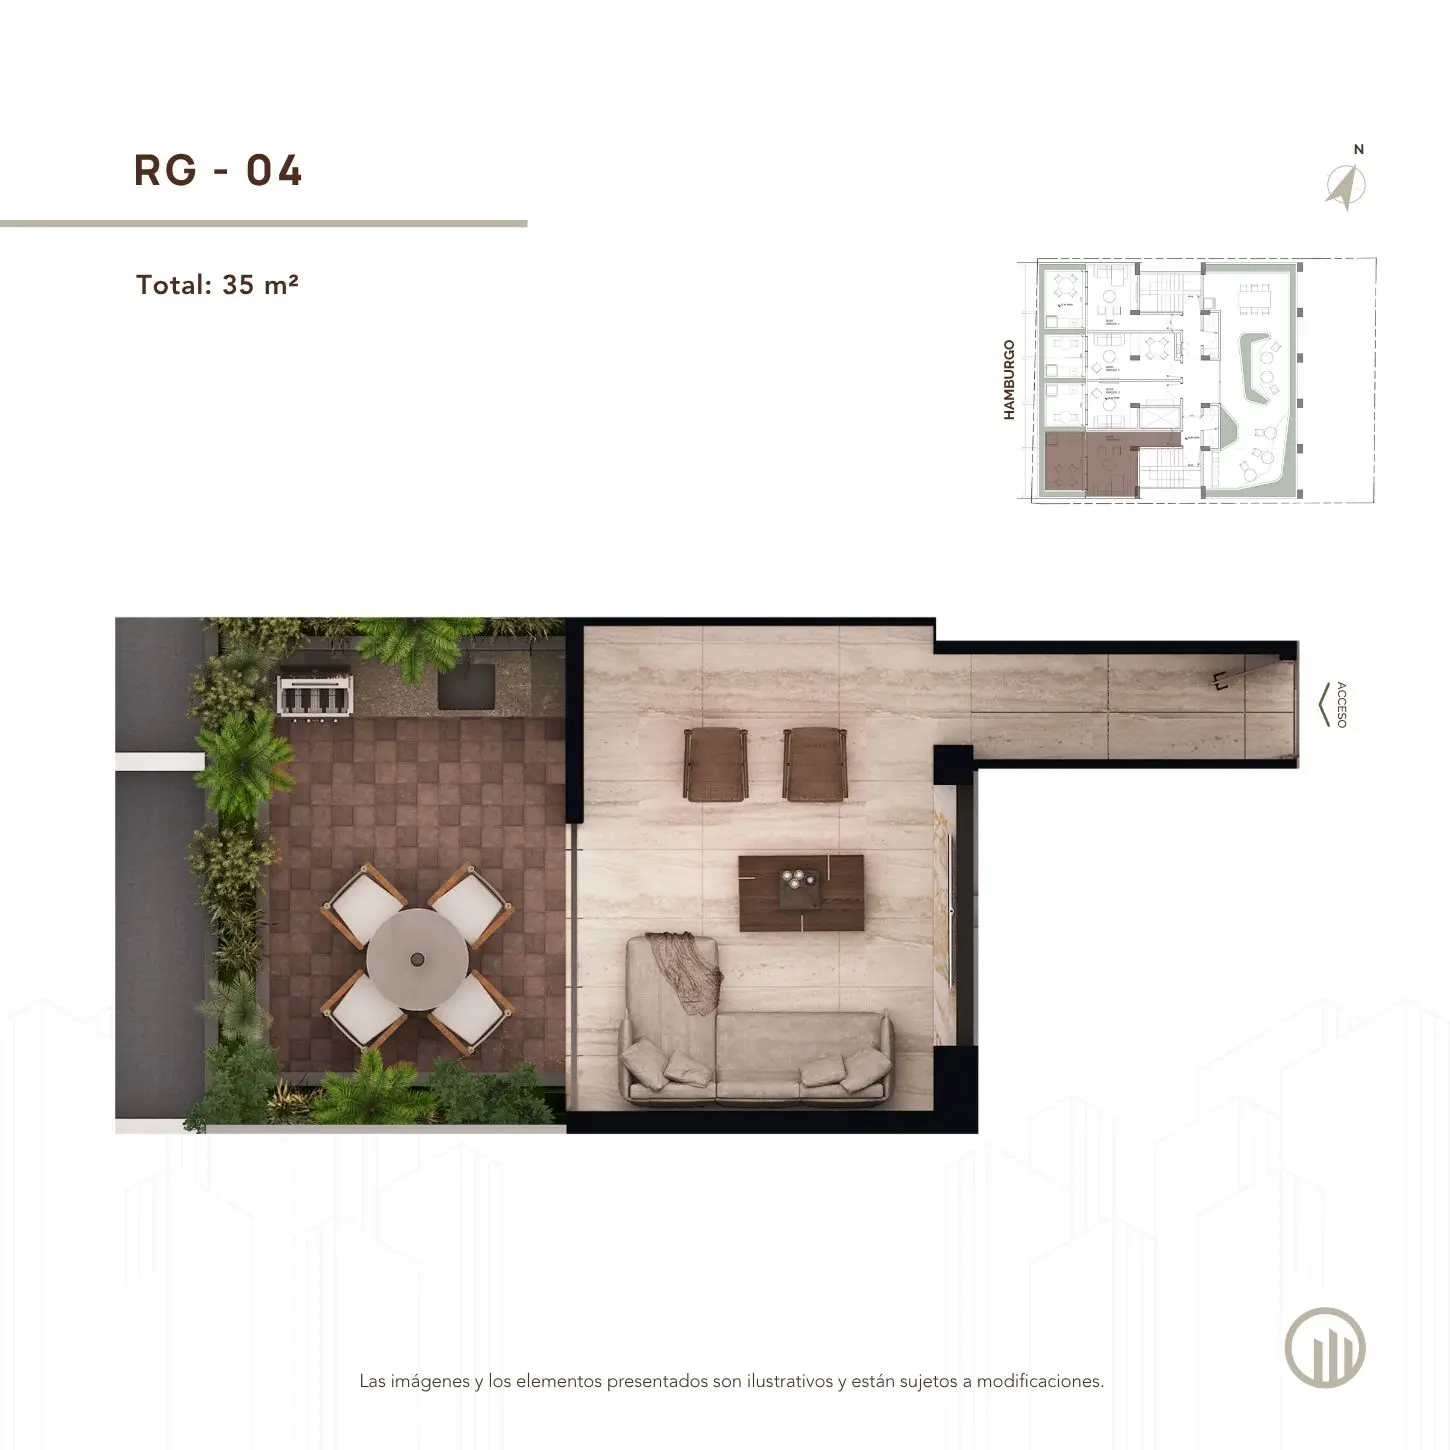 RG - 04
N
Total: 35 m²
HAMBURGO
ACCESO
Las imágenes y los elementos presentados son ilustrativos y están sujetos a modificaciones.